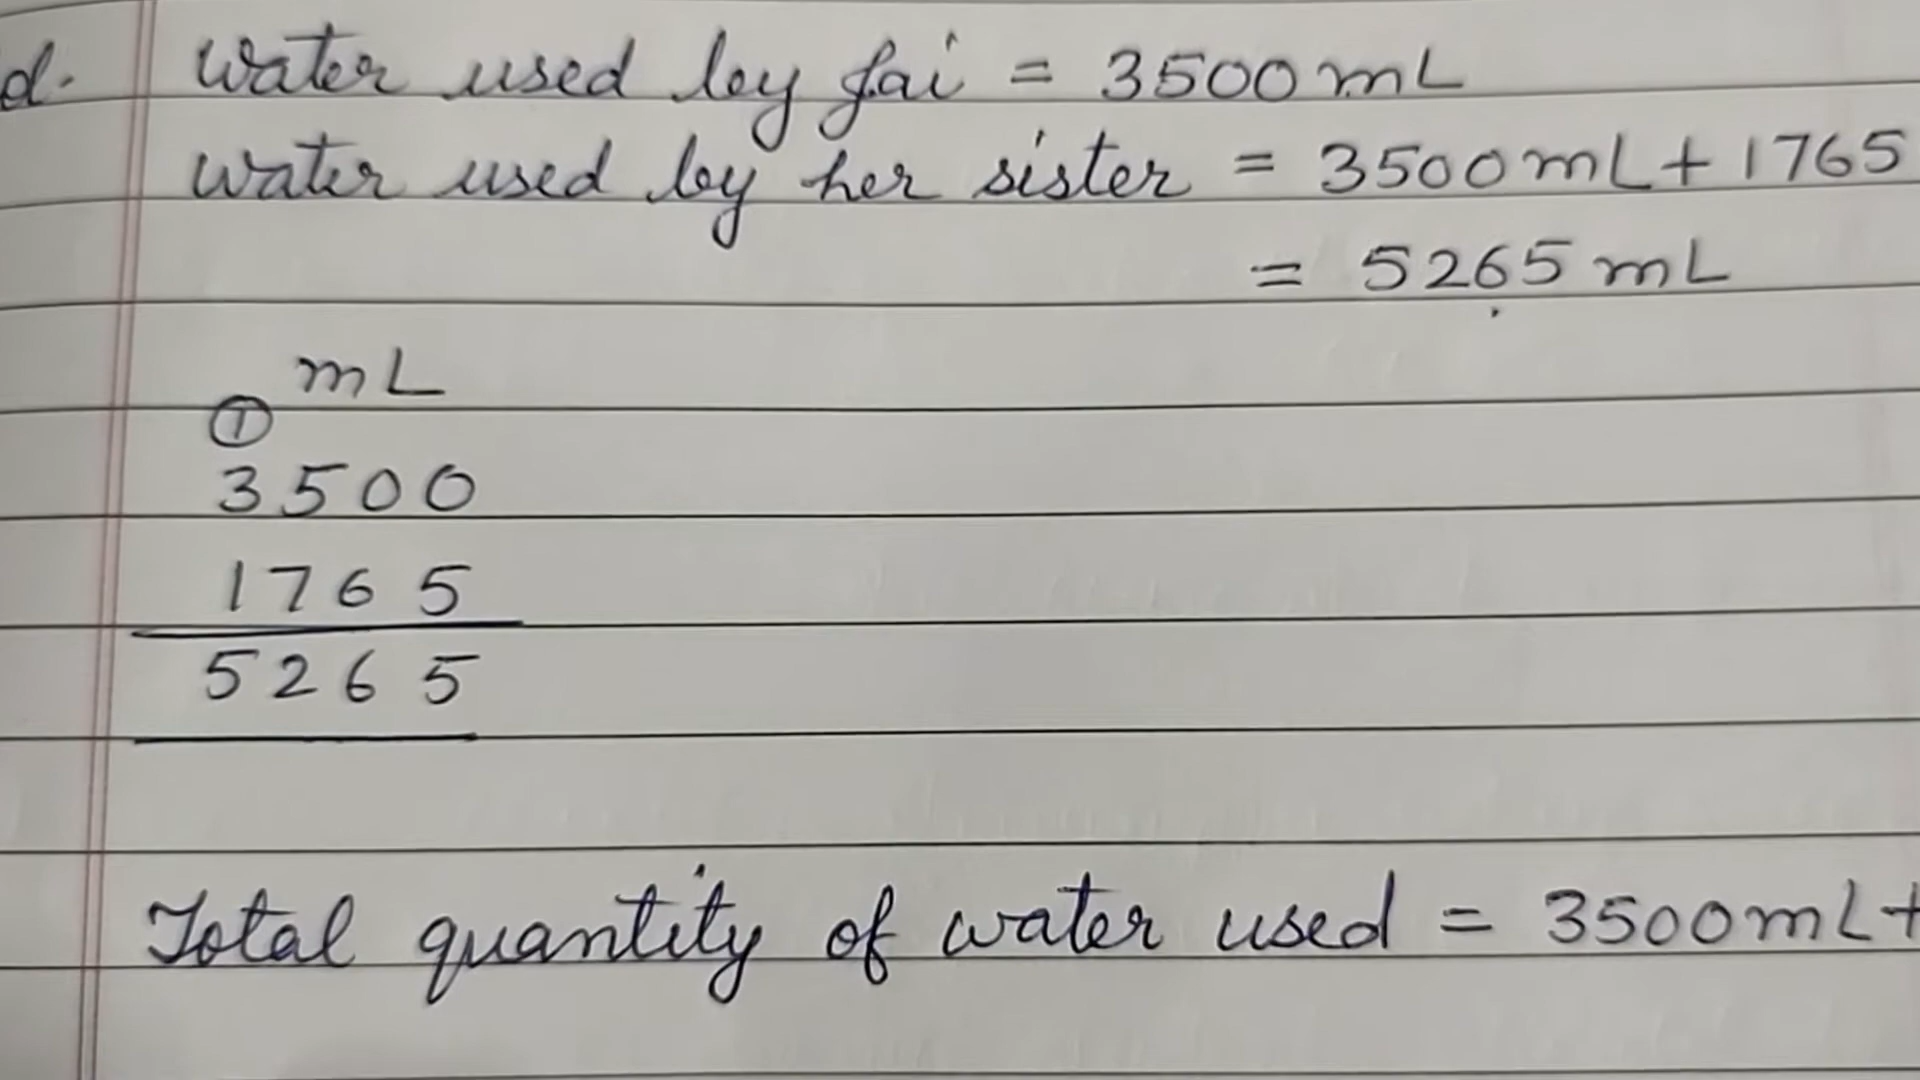 d. Water used by Jai = 3500 mL
Water used by her sister = 3500 mL + 1765
= 5265 mL
mL
1
3500
1765
5265
Total quantity of water used = 3500 mL +